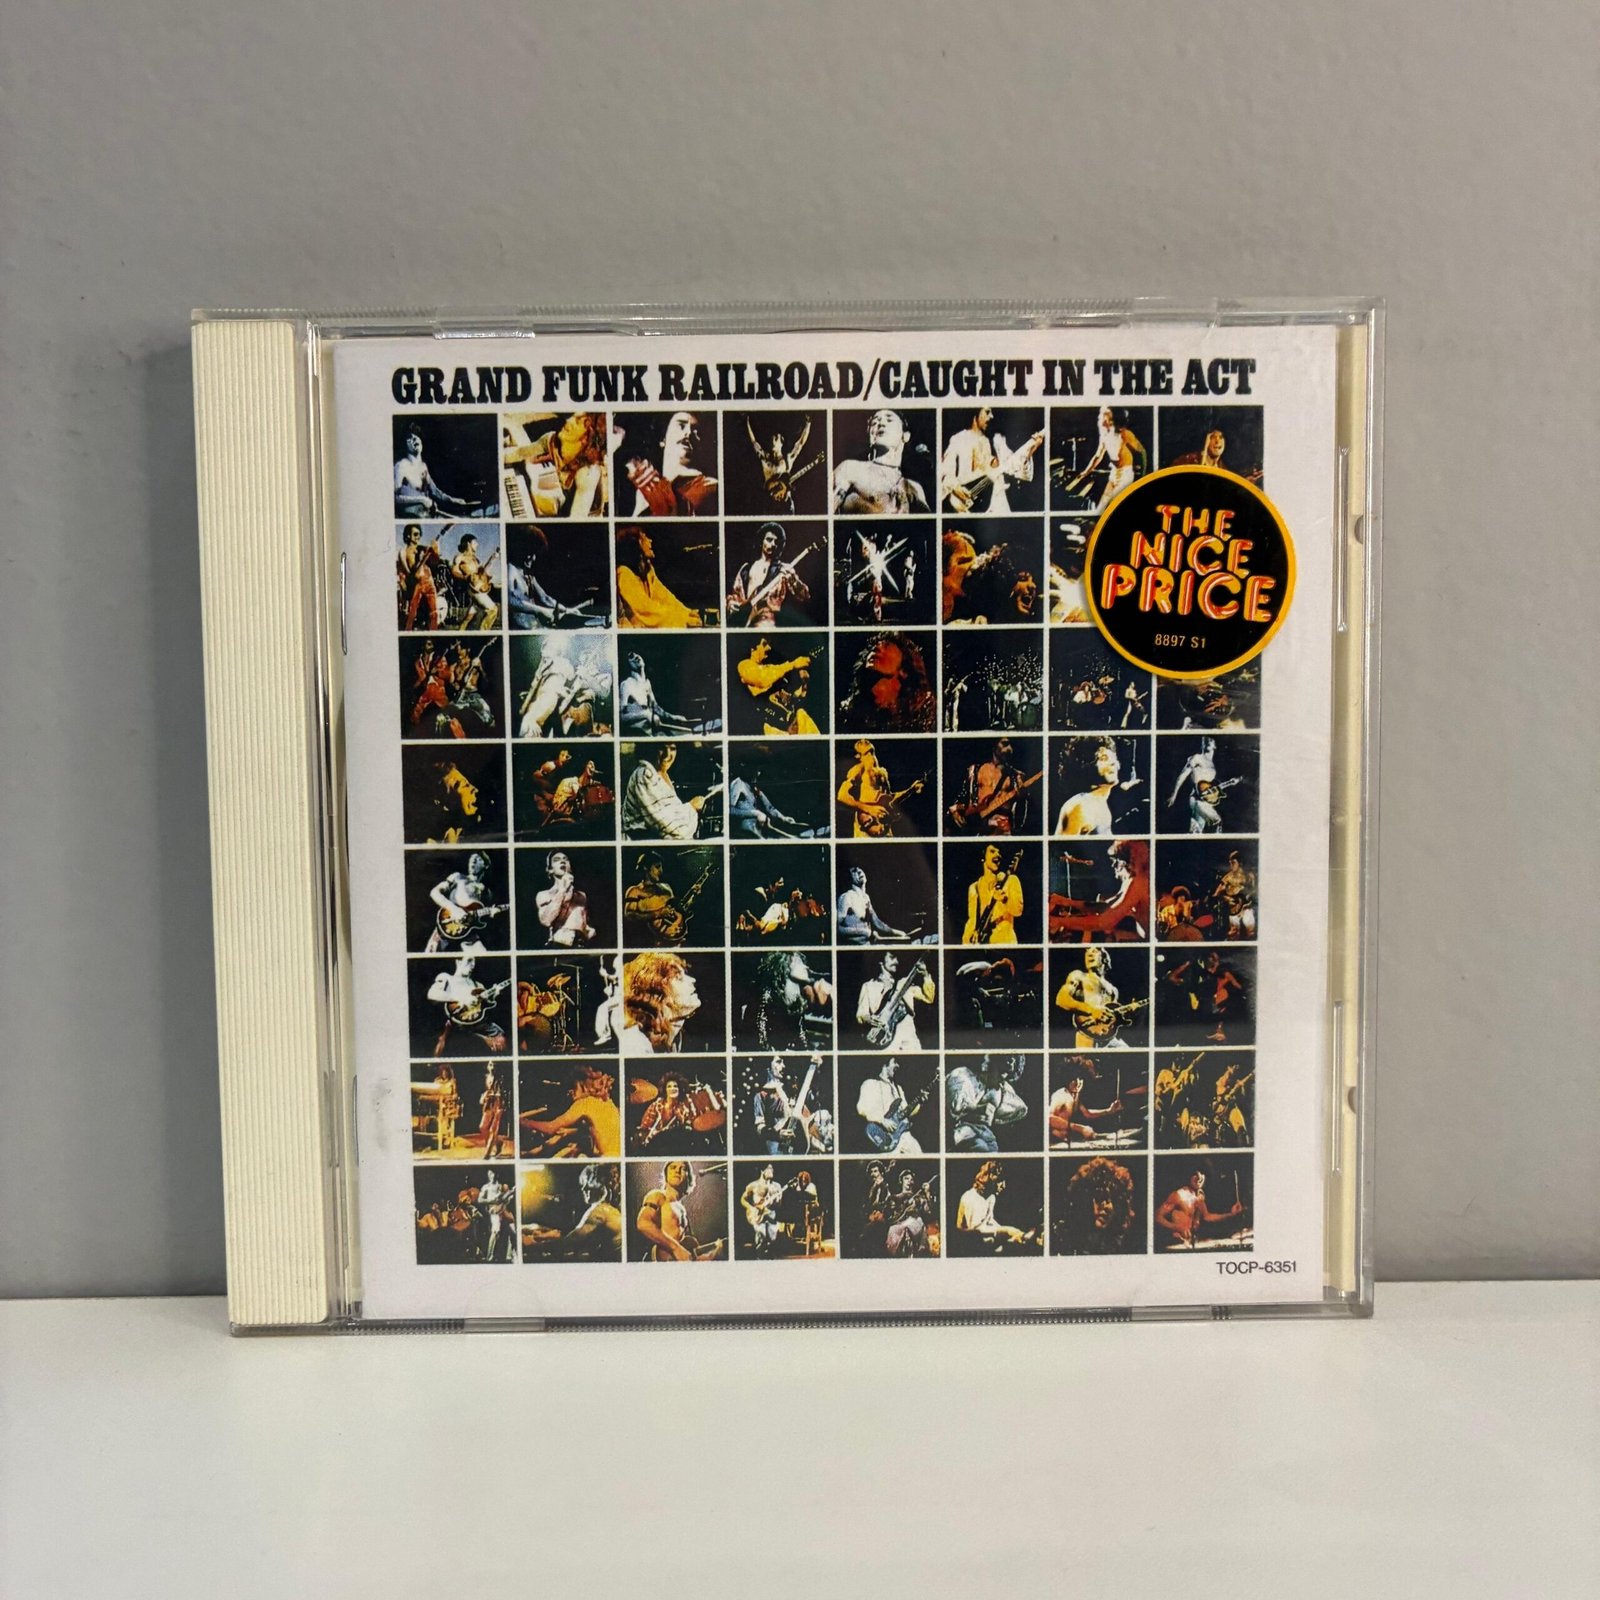 GRAND FUNK RAILROAD/CAUGHT IN THE ACT
THE
NICE
PRICE
8897 S1
TOCP-6351